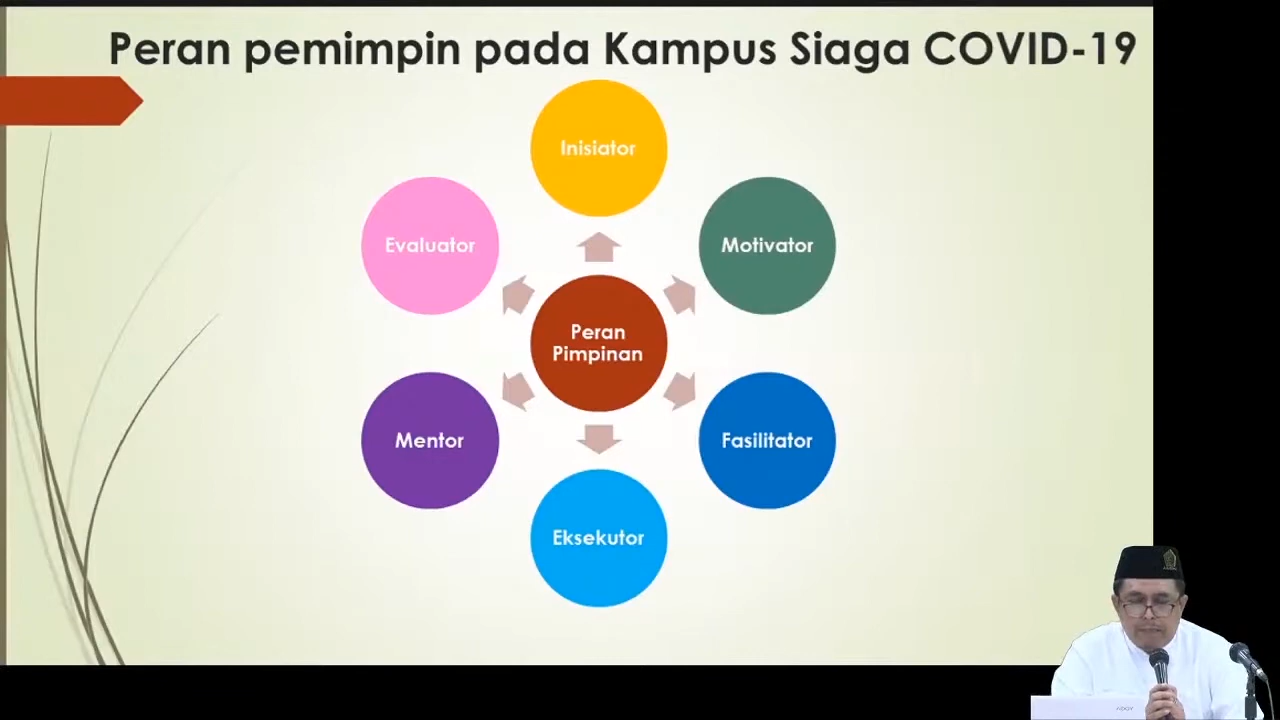 Peran pemimpin pada Kampus Siaga COVID-19
Inisiator
Evaluator
Motivator
Peran
Pimpinan
Mentor
Fasilitator
Eksekutor